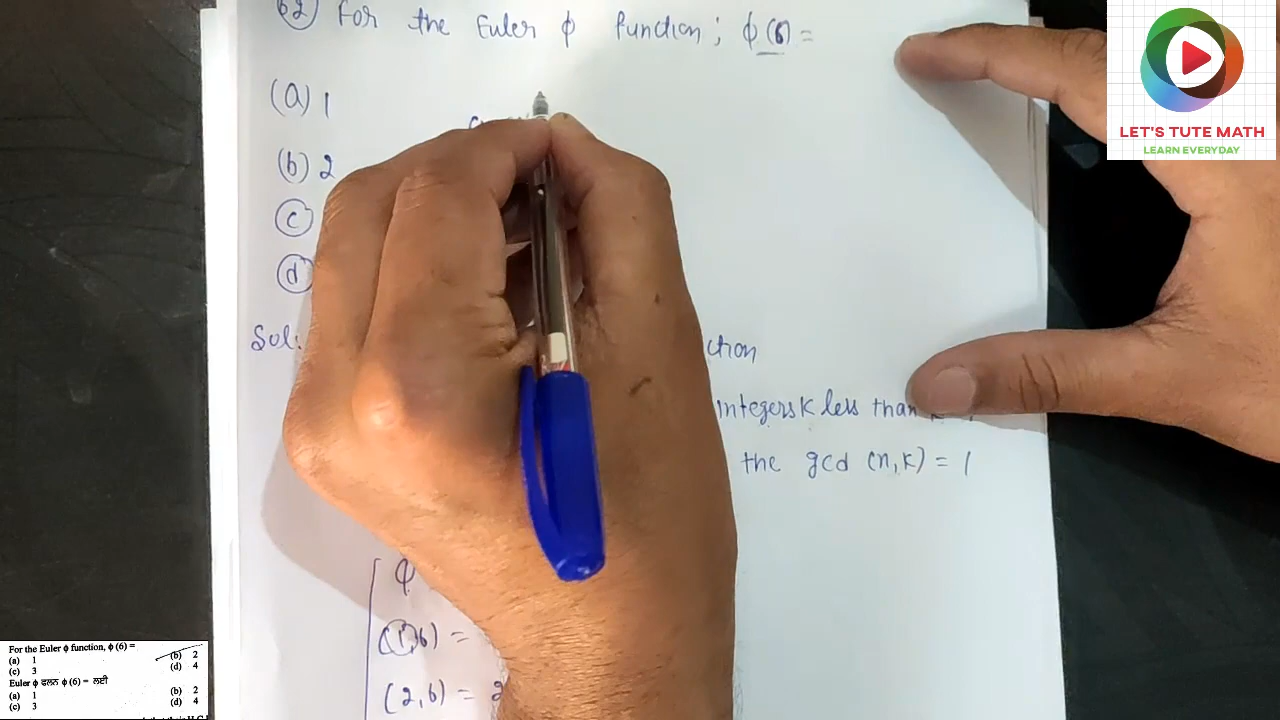 62) For the Euler ϕ function; ϕ(6) =
(a) 1
(b) 2
(c)
(d)
Sol:
ction
integers k less than
the gcd (n,k) = 1
ϕ
(1,6) =
(2,6) = 2
LET'S TUTE MATH
LEARN EVERYDAY
For the Euler ϕ function, ϕ (6) =
(a) 1 (b) 2
(c) 3 (d) 4
Euler ϕ ਫਲਨ ϕ (6) = ਲਈ
(a) 1 (b) 2
(c) 3 (d) 4